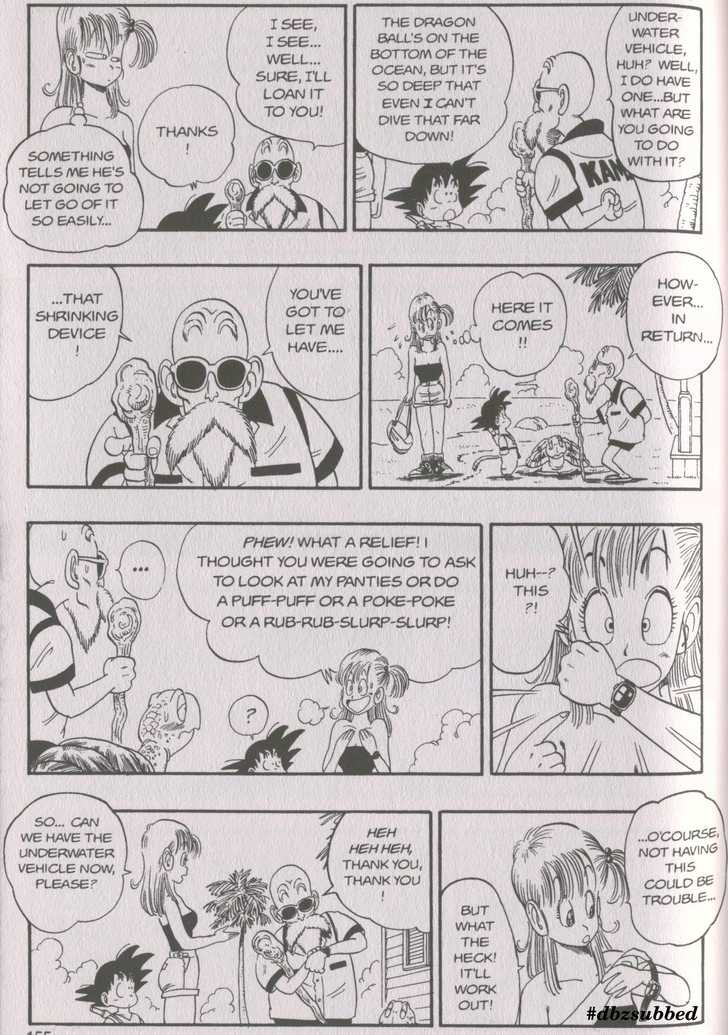 UNDER-
WATER
VEHICLE,
HUH? WELL,
I DO HAVE
ONE...BUT
WHAT ARE
YOU GOING
TO DO
WITH IT?
THE DRAGON
BALL'S ON THE
BOTTOM OF THE
OCEAN, BUT IT'S
SO DEEP THAT
EVEN I CAN'T
DIVE THAT FAR
DOWN!
KAM
I SEE,
I SEE...
WELL...
SURE, I'LL
LOAN IT
TO YOU!
THANKS
!
SOMETHING
TELLS ME HE'S
NOT GOING TO
LET GO OF IT
SO EASILY...
HOW-
EVER...
IN
RETURN...
HERE IT
COMES
!!
YOU'VE
GOT TO
LET ME
HAVE....
...THAT
SHRINKING
DEVICE
!
HUH--?
THIS
?!
PHEW! WHAT A RELIEF! I
THOUGHT YOU WERE GOING TO ASK
TO LOOK AT MY PANTIES OR DO
A PUFF-PUFF OR A POKE-POKE
OR A RUB-RUB-SLURP-SLURP!
?
...
...O'COURSE,
NOT HAVING
THIS
COULD BE
TROUBLE...
BUT
WHAT
THE
HECK!
IT'LL
WORK
OUT!
HEH
HEH HEH,
THANK YOU,
THANK YOU
!
SO... CAN
WE HAVE THE
UNDERWATER
VEHICLE NOW,
PLEASE?
#dbzsubbed
155